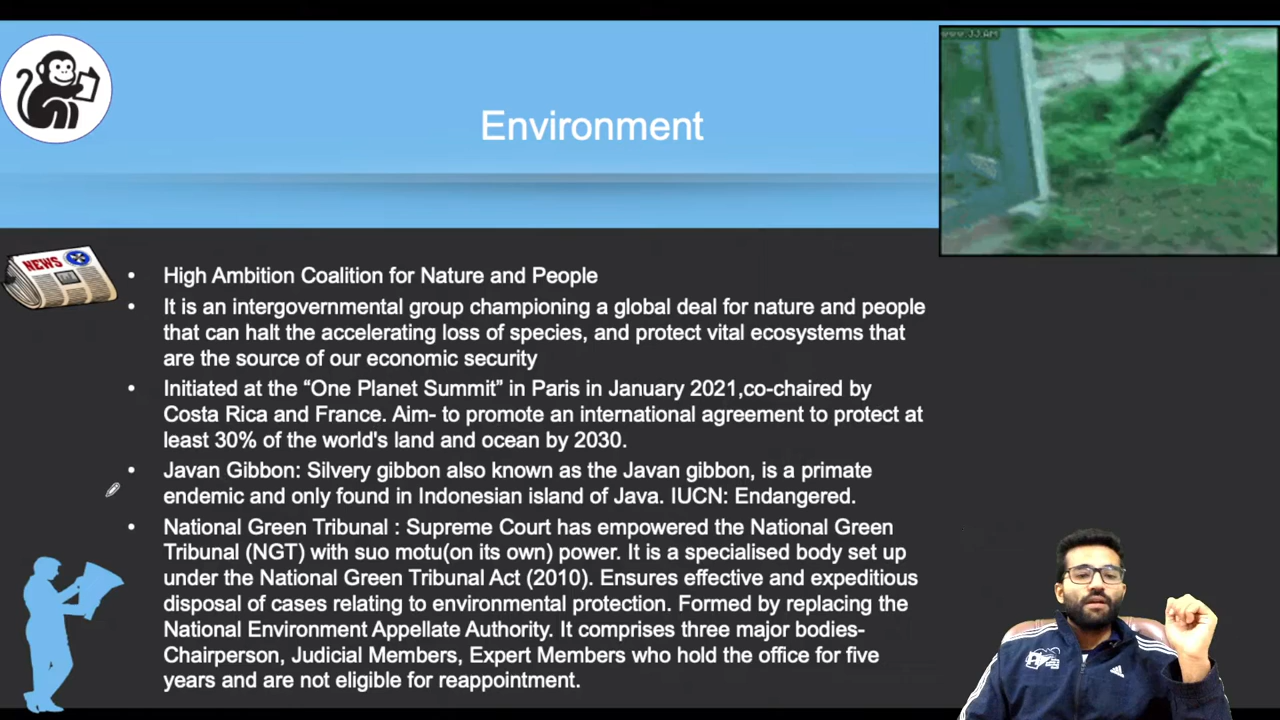 www.JJ.AM
Environment
NEWS
• High Ambition Coalition for Nature and People
• It is an intergovernmental group championing a global deal for nature and people
that can halt the accelerating loss of species, and protect vital ecosystems that
are the source of our economic security
• Initiated at the “One Planet Summit” in Paris in January 2021,co-chaired by
Costa Rica and France. Aim- to promote an international agreement to protect at
least 30% of the world's land and ocean by 2030.
• Javan Gibbon: Silvery gibbon also known as the Javan gibbon, is a primate
endemic and only found in Indonesian island of Java. IUCN: Endangered.
• National Green Tribunal : Supreme Court has empowered the National Green
Tribunal (NGT) with suo motu(on its own) power. It is a specialised body set up
under the National Green Tribunal Act (2010). Ensures effective and expeditious
disposal of cases relating to environmental protection. Formed by replacing the
National Environment Appellate Authority. It comprises three major bodies-
Chairperson, Judicial Members, Expert Members who hold the office for five
years and are not eligible for reappointment.
adidas